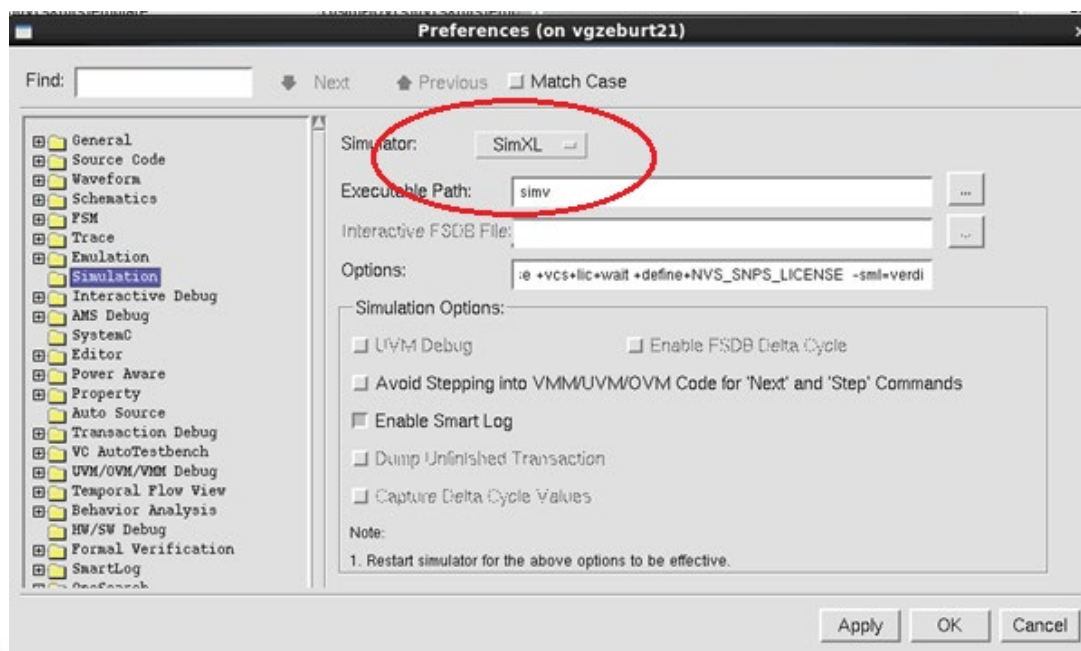 Preferences (on vgzeburt21)
Find: Next Previous Match Case
General
Source Code
Waveform
Schematics
FSM
Trace
Emulation
Simulation
Interactive Debug
AMS Debug
SystemC
Editor
Power Aware
Property
Auto Source
Transaction Debug
VC AutoTestbench
UVM/OVM/VMM Debug
Temporal Flow View
Behavior Analysis
HW/SW Debug
Formal Verification
SmartLog
OneSearch
Simulator: SimXL
Executable Path: simv ...
Interactive FSDB File: ...
Options: :e +vcs+lic+wait +define+NVS_SNPS_LICENSE -sml=verdi
Simulation Options:
UVM Debug Enable FSDB Delta Cycle
Avoid Stepping into VMM/UVM/OVM Code for 'Next' and 'Step' Commands
Enable Smart Log
Dump Unfinished Transaction
Capture Delta Cycle Values
Note:
1. Restart simulator for the above options to be effective.
Apply OK Cancel